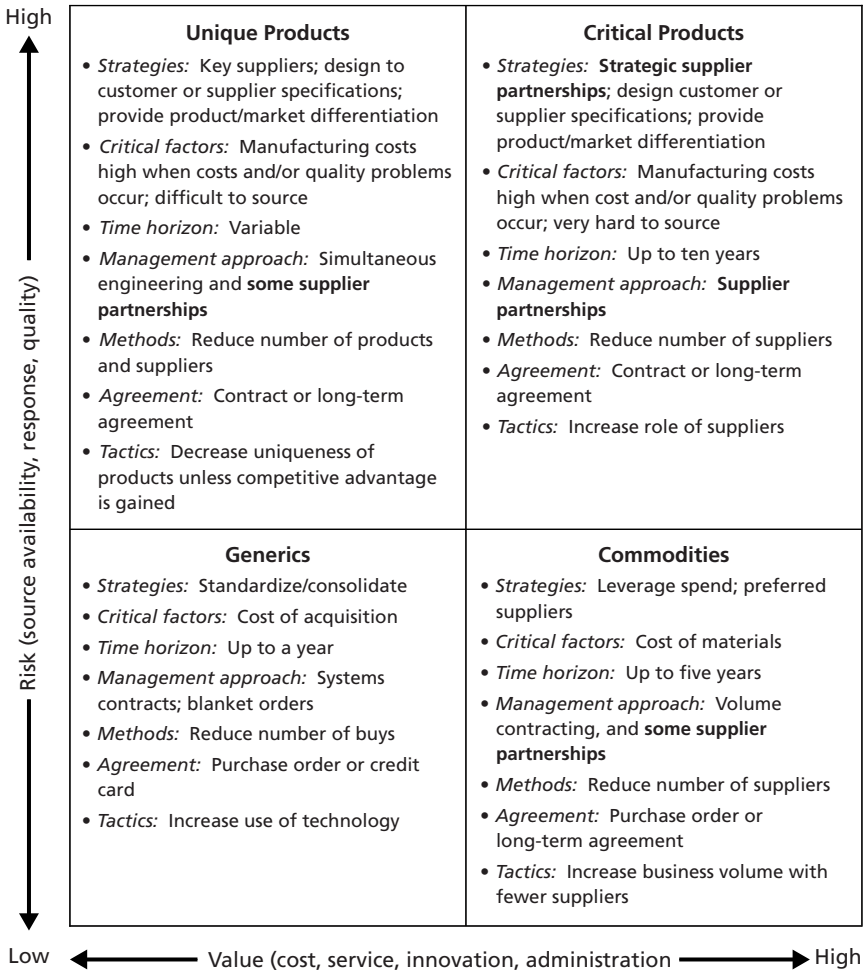 High
Unique Products
• Strategies: Key suppliers; design to
customer or supplier specifications;
provide product/market differentiation
• Critical factors: Manufacturing costs
high when costs and/or quality problems
occur; difficult to source
• Time horizon: Variable
• Management approach: Simultaneous
engineering and some supplier
partnerships
• Methods: Reduce number of products
and suppliers
• Agreement: Contract or long-term
agreement
• Tactics: Decrease uniqueness of
products unless competitive advantage
is gained
Critical Products
• Strategies: Strategic supplier
partnerships; design customer or
supplier specifications; provide
product/market differentiation
• Critical factors: Manufacturing costs
high when cost and/or quality problems
occur; very hard to source
• Time horizon: Up to ten years
• Management approach: Supplier
partnerships
• Methods: Reduce number of suppliers
• Agreement: Contract or long-term
agreement
• Tactics: Increase role of suppliers
Risk (source availability, response, quality)
Generics
• Strategies: Standardize/consolidate
• Critical factors: Cost of acquisition
• Time horizon: Up to a year
• Management approach: Systems
contracts; blanket orders
• Methods: Reduce number of buys
• Agreement: Purchase order or credit
card
• Tactics: Increase use of technology
Commodities
• Strategies: Leverage spend; preferred
suppliers
• Critical factors: Cost of materials
• Time horizon: Up to five years
• Management approach: Volume
contracting, and some supplier
partnerships
• Methods: Reduce number of suppliers
• Agreement: Purchase order or
long-term agreement
• Tactics: Increase business volume with
fewer suppliers
Low Value (cost, service, innovation, administration High